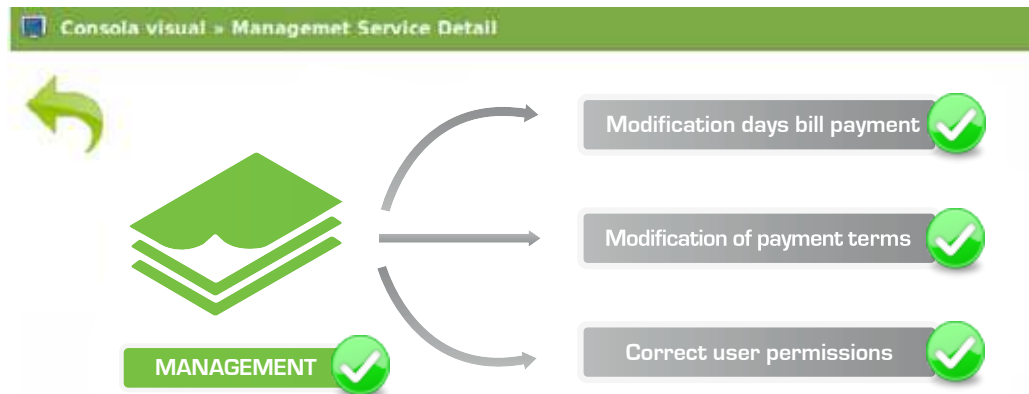 Consola visual » Managemet Service Detail
Modification days bill payment
Modification of payment terms
Correct user permissions
MANAGEMENT